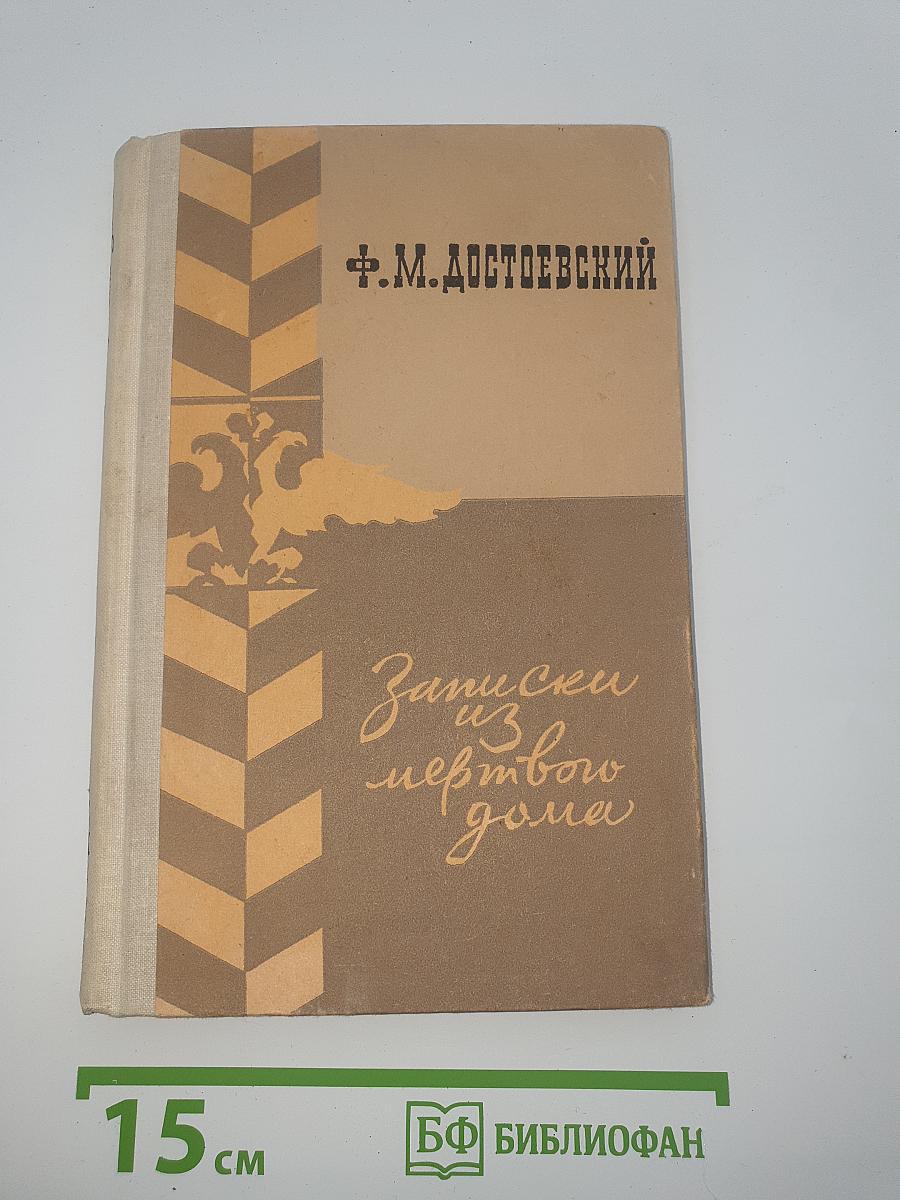 Ф.М.ДОСТОЕВСКИЙ
Записки
из
мертвого
дома
15 см
БФ БИБЛИОФАН